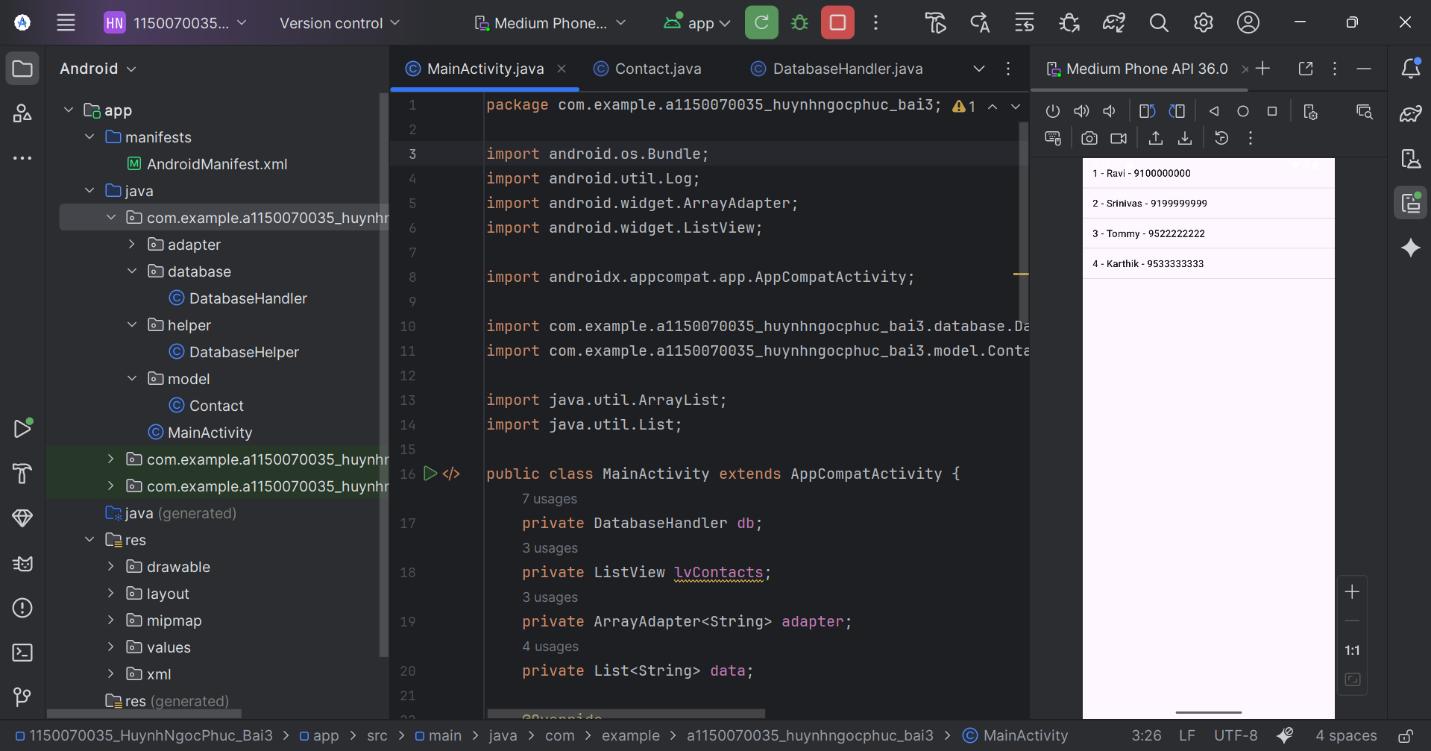 HN 1150070035...
Version control
Medium Phone...
app
Android
MainActivity.java
Contact.java
DatabaseHandler.java
Medium Phone API 36.0
app
manifests
AndroidManifest.xml
java
com.example.a1150070035_huynhn
adapter
database
DatabaseHandler
helper
DatabaseHelper
model
Contact
MainActivity
com.example.a1150070035_huynhn
com.example.a1150070035_huynhn
java (generated)
res
drawable
layout
mipmap
values
xml
res (generated)
1 package com.example.a1150070035_huynhngocphuc_bai3; 1
2
3 import android.os.Bundle;
4 import android.util.Log;
5 import android.widget.ArrayAdapter;
6 import android.widget.ListView;
7
8 import androidx.appcompat.app.AppCompatActivity;
9
10 import com.example.a1150070035_huynhngocphuc_bai3.database.Da
11 import com.example.a1150070035_huynhngocphuc_bai3.model.Conta
12
13 import java.util.ArrayList;
14 import java.util.List;
15
16 public class MainActivity extends AppCompatActivity {
7 usages
17 private DatabaseHandler db;
3 usages
18 private ListView lvContacts;
3 usages
19 private ArrayAdapter<String> adapter;
4 usages
20 private List<String> data;
21
22 @Override
1 - Ravi - 9100000000
2 - Srinivas - 9199999999
3 - Tommy - 9522222222
4 - Karthik - 9533333333
1:1
1150070035_HuynhNgocPhuc_Bai3 > app > src > main > java > com > example > a1150070035_huynhngocphuc_bai3 > MainActivity
3:26 LF UTF-8 4 spaces